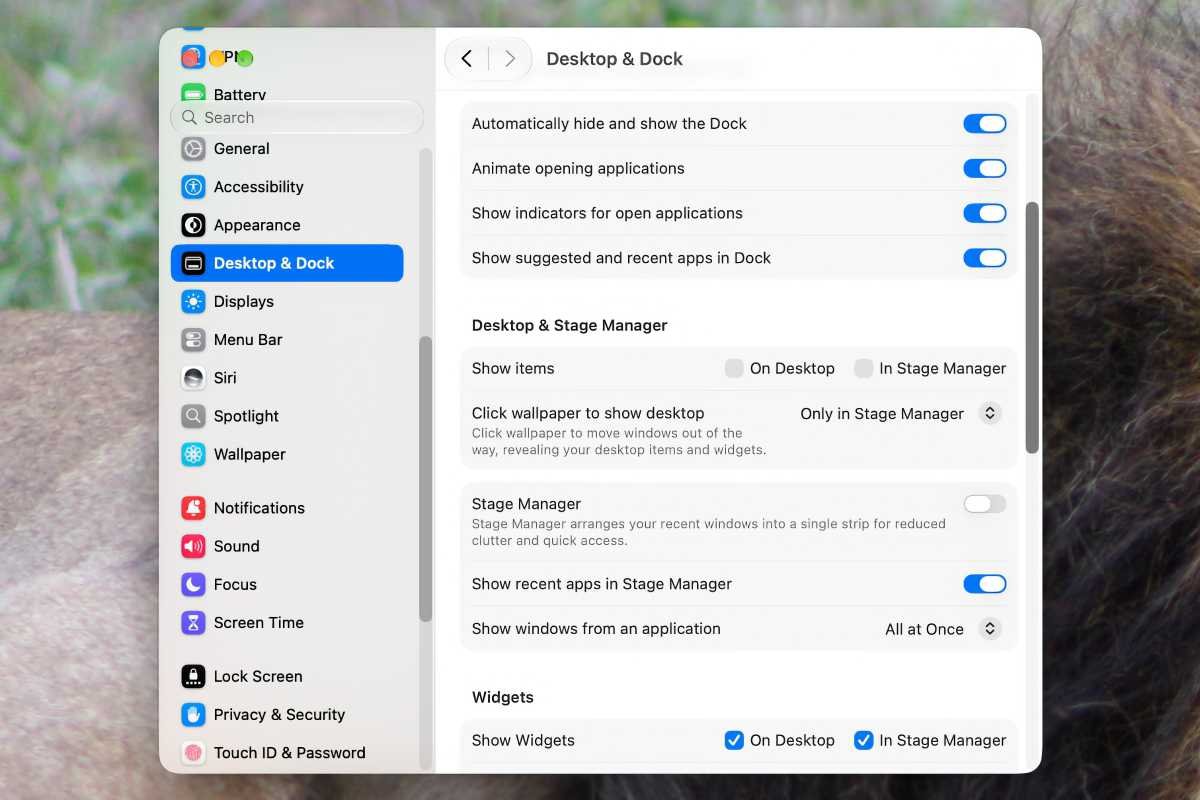 VPN
Battery
Search
General
Accessibility
Appearance
Desktop & Dock
Displays
Menu Bar
Siri
Spotlight
Wallpaper
Notifications
Sound
Focus
Screen Time
Lock Screen
Privacy & Security
Touch ID & Password
Desktop & Dock
Automatically hide and show the Dock
Animate opening applications
Show indicators for open applications
Show suggested and recent apps in Dock
Desktop & Stage Manager
Show items On Desktop In Stage Manager
Click wallpaper to show desktop Only in Stage Manager
Click wallpaper to move windows out of the
way, revealing your desktop items and widgets.
Stage Manager
Stage Manager arranges your recent windows into a single strip for reduced
clutter and quick access.
Show recent apps in Stage Manager
Show windows from an application All at Once
Widgets
Show Widgets On Desktop In Stage Manager